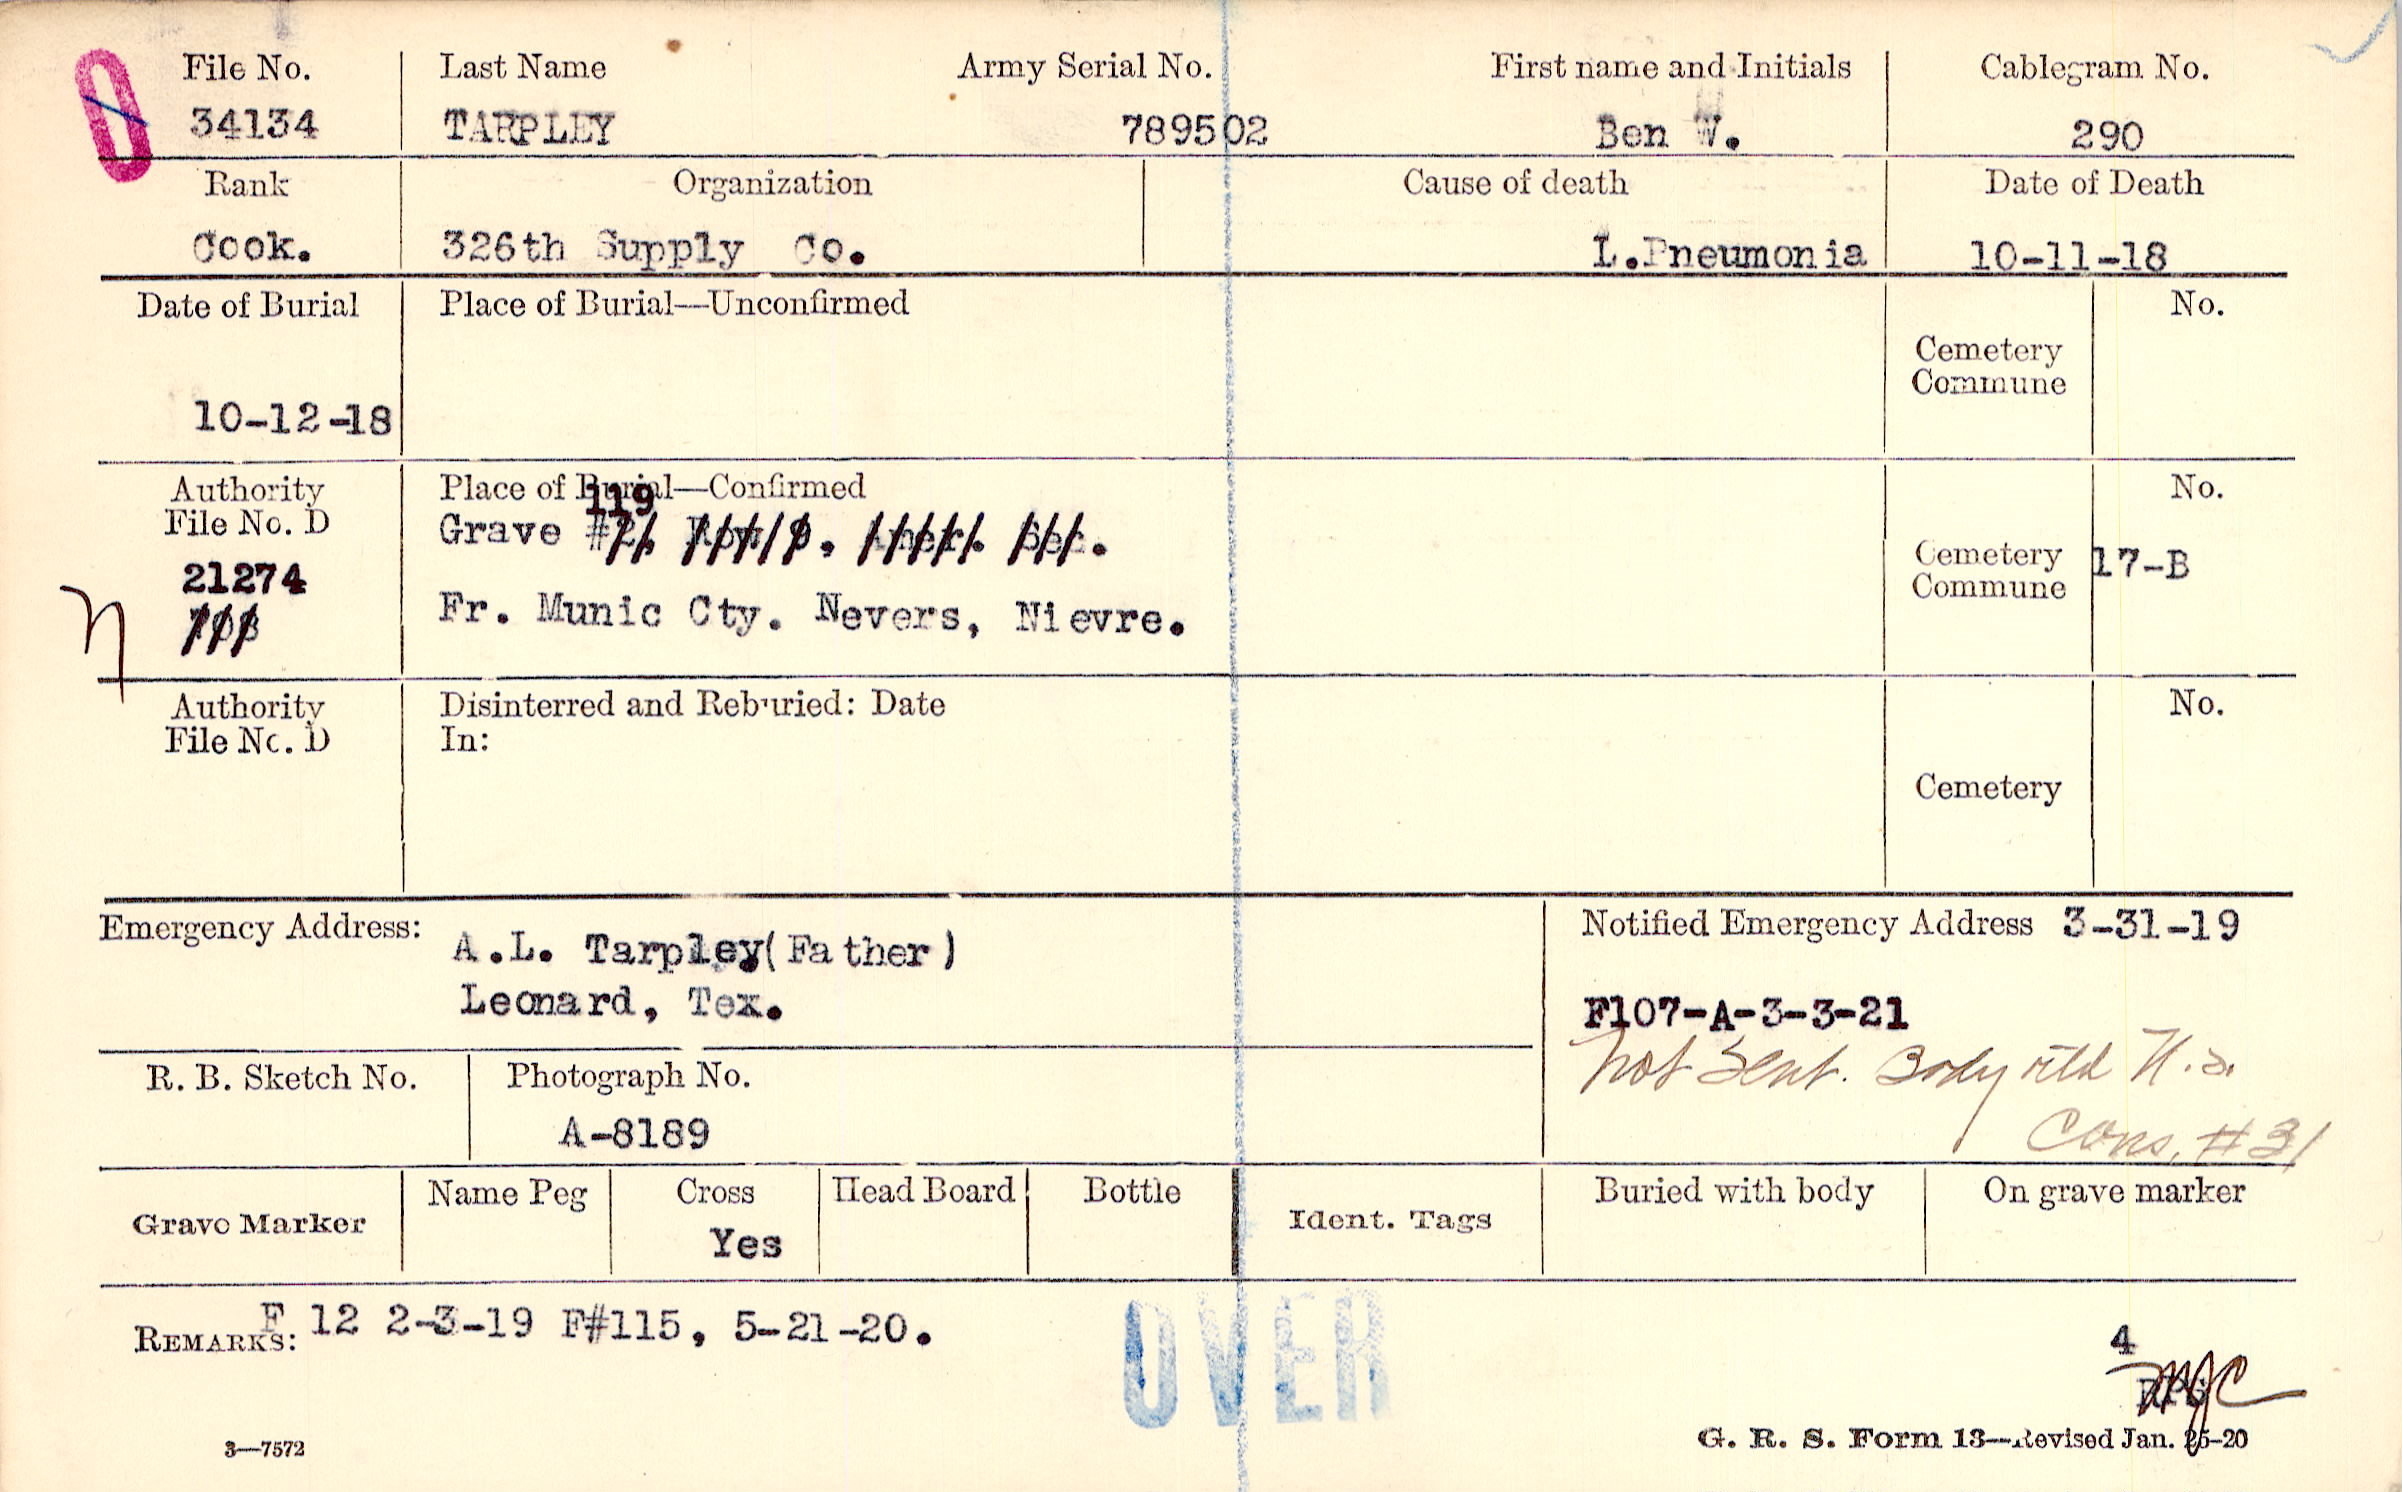 File No. Last Name Army Serial No. First name and Initials Cablegram No.
34134 TARPLEY 789502 Ben W. 290
Rank Organization Cause of death Date of Death
Cook. 326th Supply Co. L.Pneumonia 10-11-18
Date of Burial Place of Burial—Unconfirmed No.
Cemetery
Commune
10-12-18
Authority Place of Burial—Confirmed No.
File No. D
119
Grave #
21274
Cemetery 17-B
Commune
Fr. Munic Cty. Nevers, Nievre.
Authority Disinterred and Reburied: Date No.
File No. D In:
Cemetery
Emergency Address: Notified Emergency Address 3-31-19
A.L. Tarpley(Father)
Leonard, Tex.
F107-A-3-3-21
Not Sent. Body
Cons. #31
R. B. Sketch No. Photograph No.
A-8189
Grave Marker Name Peg Cross Head Board Bottle Ident. Tags Buried with body On grave marker
Yes
REMARKS: F 12 2-3-19 F#115, 5-21-20.
OVER
4
3—7572
G. R. S. Form 13—Revised Jan. 25-20